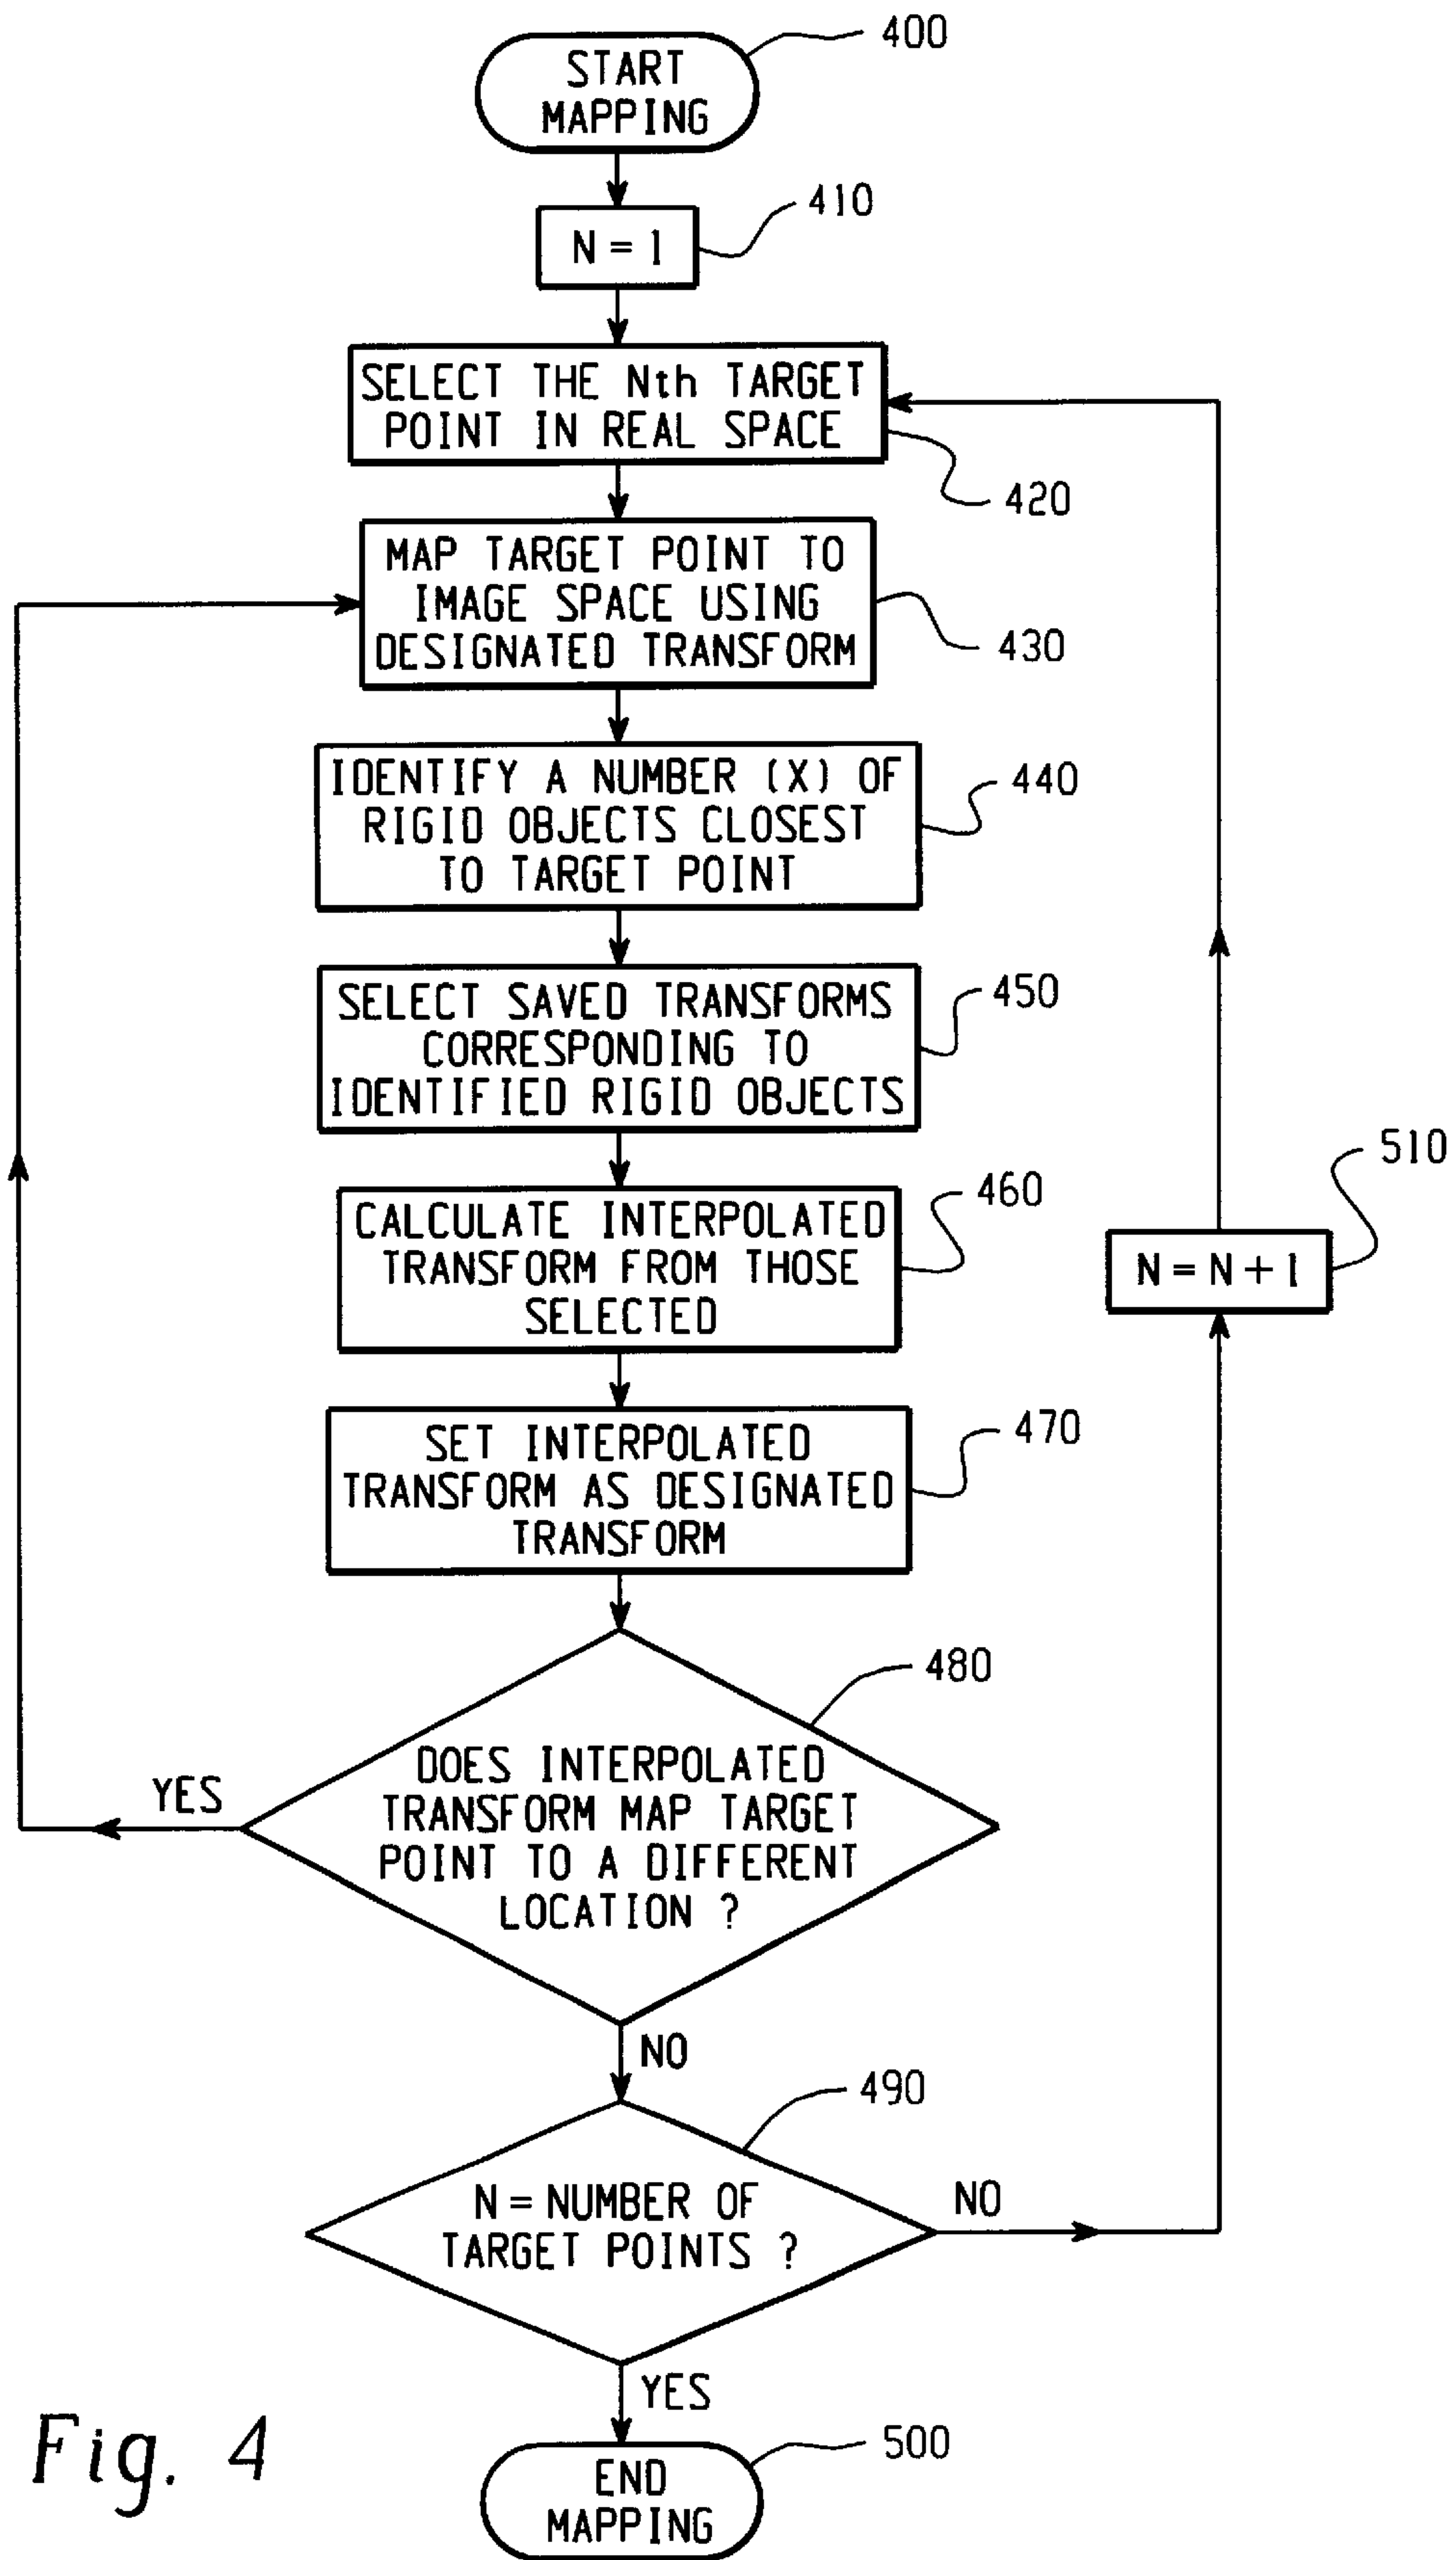 400
START
MAPPING
410
N = 1
SELECT THE Nth TARGET
POINT IN REAL SPACE
420
MAP TARGET POINT TO
IMAGE SPACE USING
DESIGNATED TRANSFORM
430
IDENTIFY A NUMBER (X) OF
RIGID OBJECTS CLOSEST
TO TARGET POINT
440
SELECT SAVED TRANSFORMS
CORRESPONDING TO
IDENTIFIED RIGID OBJECTS
450
CALCULATE INTERPOLATED
TRANSFORM FROM THOSE
SELECTED
460
510
N = N + 1
SET INTERPOLATED
TRANSFORM AS DESIGNATED
TRANSFORM
470
480
DOES INTERPOLATED
TRANSFORM MAP TARGET
POINT TO A DIFFERENT
LOCATION ?
YES
NO
490
N = NUMBER OF
TARGET POINTS ?
NO
YES
500
END
MAPPING
Fig. 4